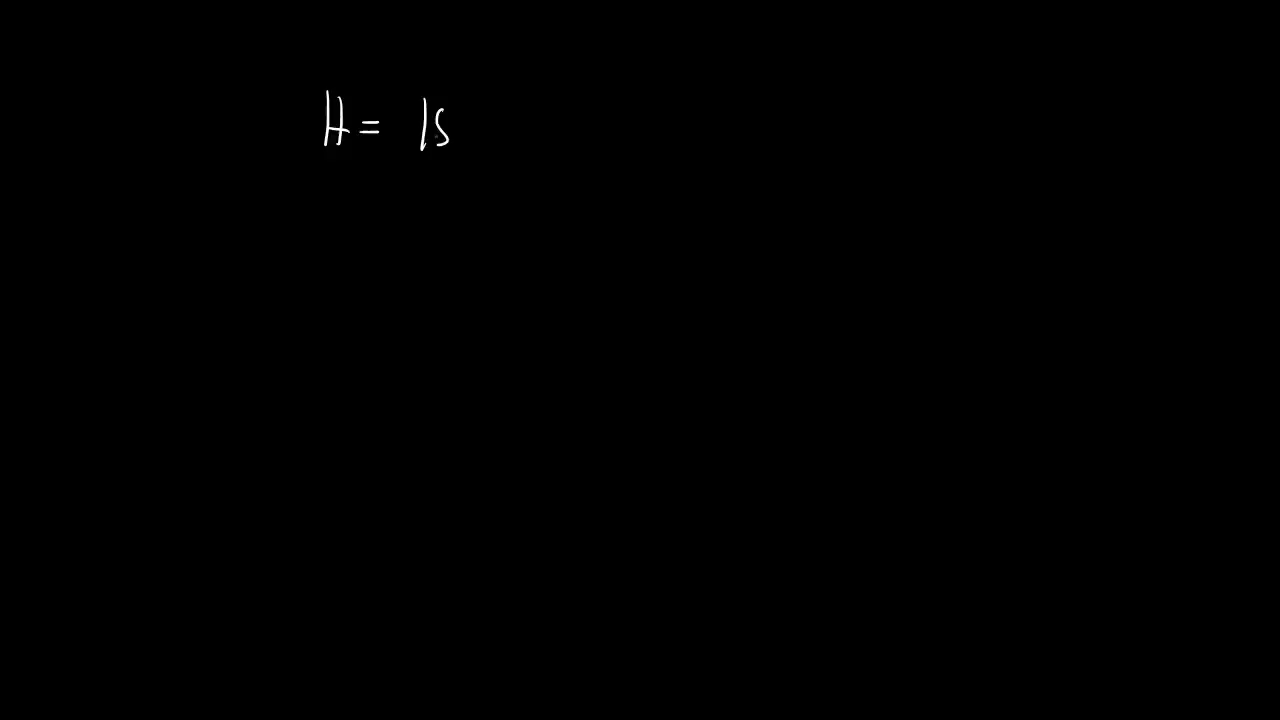 H = 1s